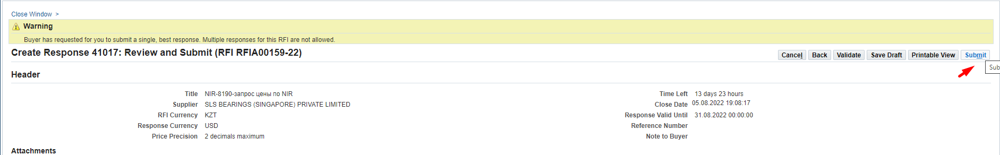 Close Window >
Warning
Buyer has requested for you to submit a single, best response. Multiple responses for this RFI are not allowed.
Create Response 41017: Review and Submit (RFI RFIA00159-22)
Cancel Back Validate Save Draft Printable View Submit
Sub
Header
Title NIR-8190-запрос цены по NIR Time Left 13 days 23 hours
Supplier SLS BEARINGS (SINGAPORE) PRIVATE LIMITED Close Date 05.08.2022 19:08:17
RFI Currency KZT Response Valid Until 31.08.2022 00:00:00
Response Currency USD Reference Number
Price Precision 2 decimals maximum Note to Buyer
Attachments